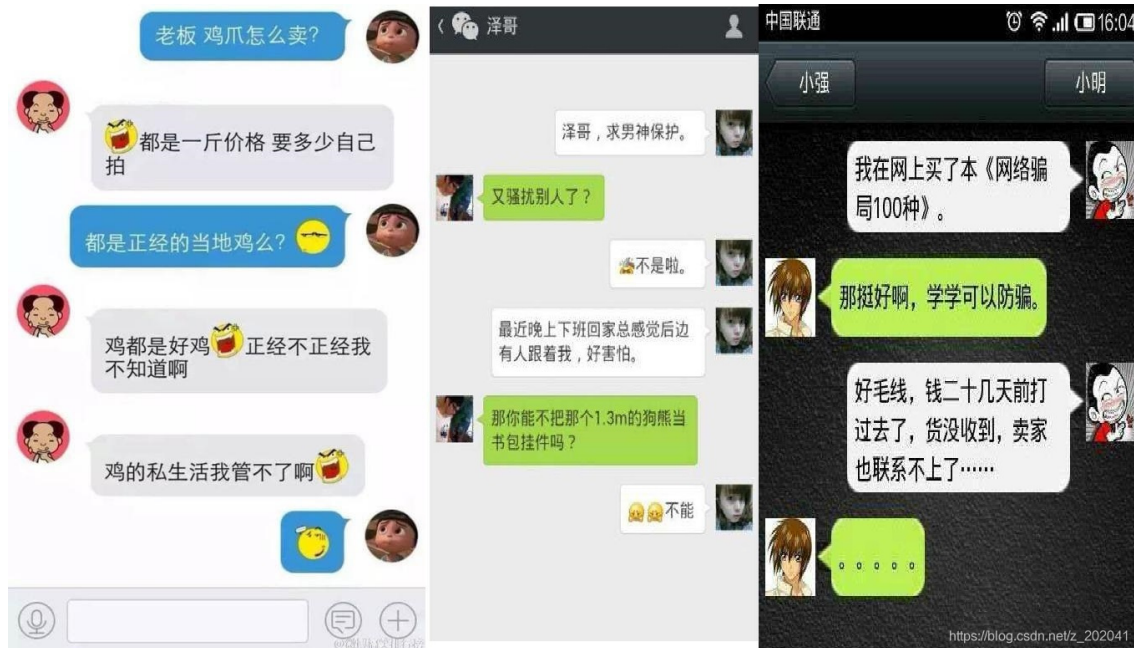 老板 鸡爪怎么卖?
都是一斤价格 要多少自己
拍
都是正经的当地鸡么?
鸡都是好鸡 正经不正经我
不知道啊
鸡的私生活我管不了啊
泽哥
泽哥，求男神保护。
又骚扰别人了？
不是啦。
最近晚上下班回家总感觉后边
有人跟着我，好害怕。
那你能不把那个1.3m的狗熊当
书包挂件吗？
不能
中国联通
16:04
小强
小明
我在网上买了本《网络骗
局100种》。
那挺好啊，学学可以防骗。
好毛线，钱二十几天前打
过去了，货没收到，卖家
也联系不上了……
。。。。。
https://blog.csdn.net/z_202041